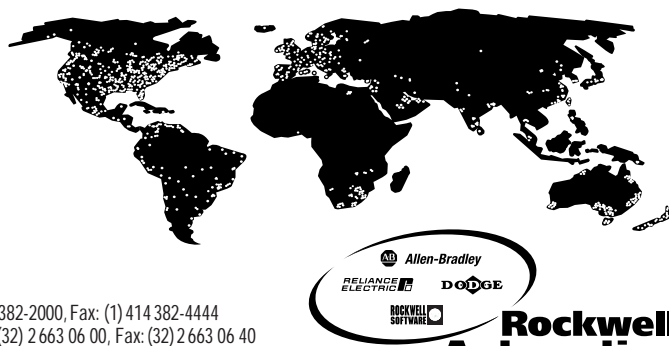 AB Allen-Bradley
RELIANCE ELECTRIC
DODGE
ROCKWELL SOFTWARE
382-2000, Fax: (1) 414 382-4444
(32) 2 663 06 00, Fax: (32) 2 663 06 40
Rockwell